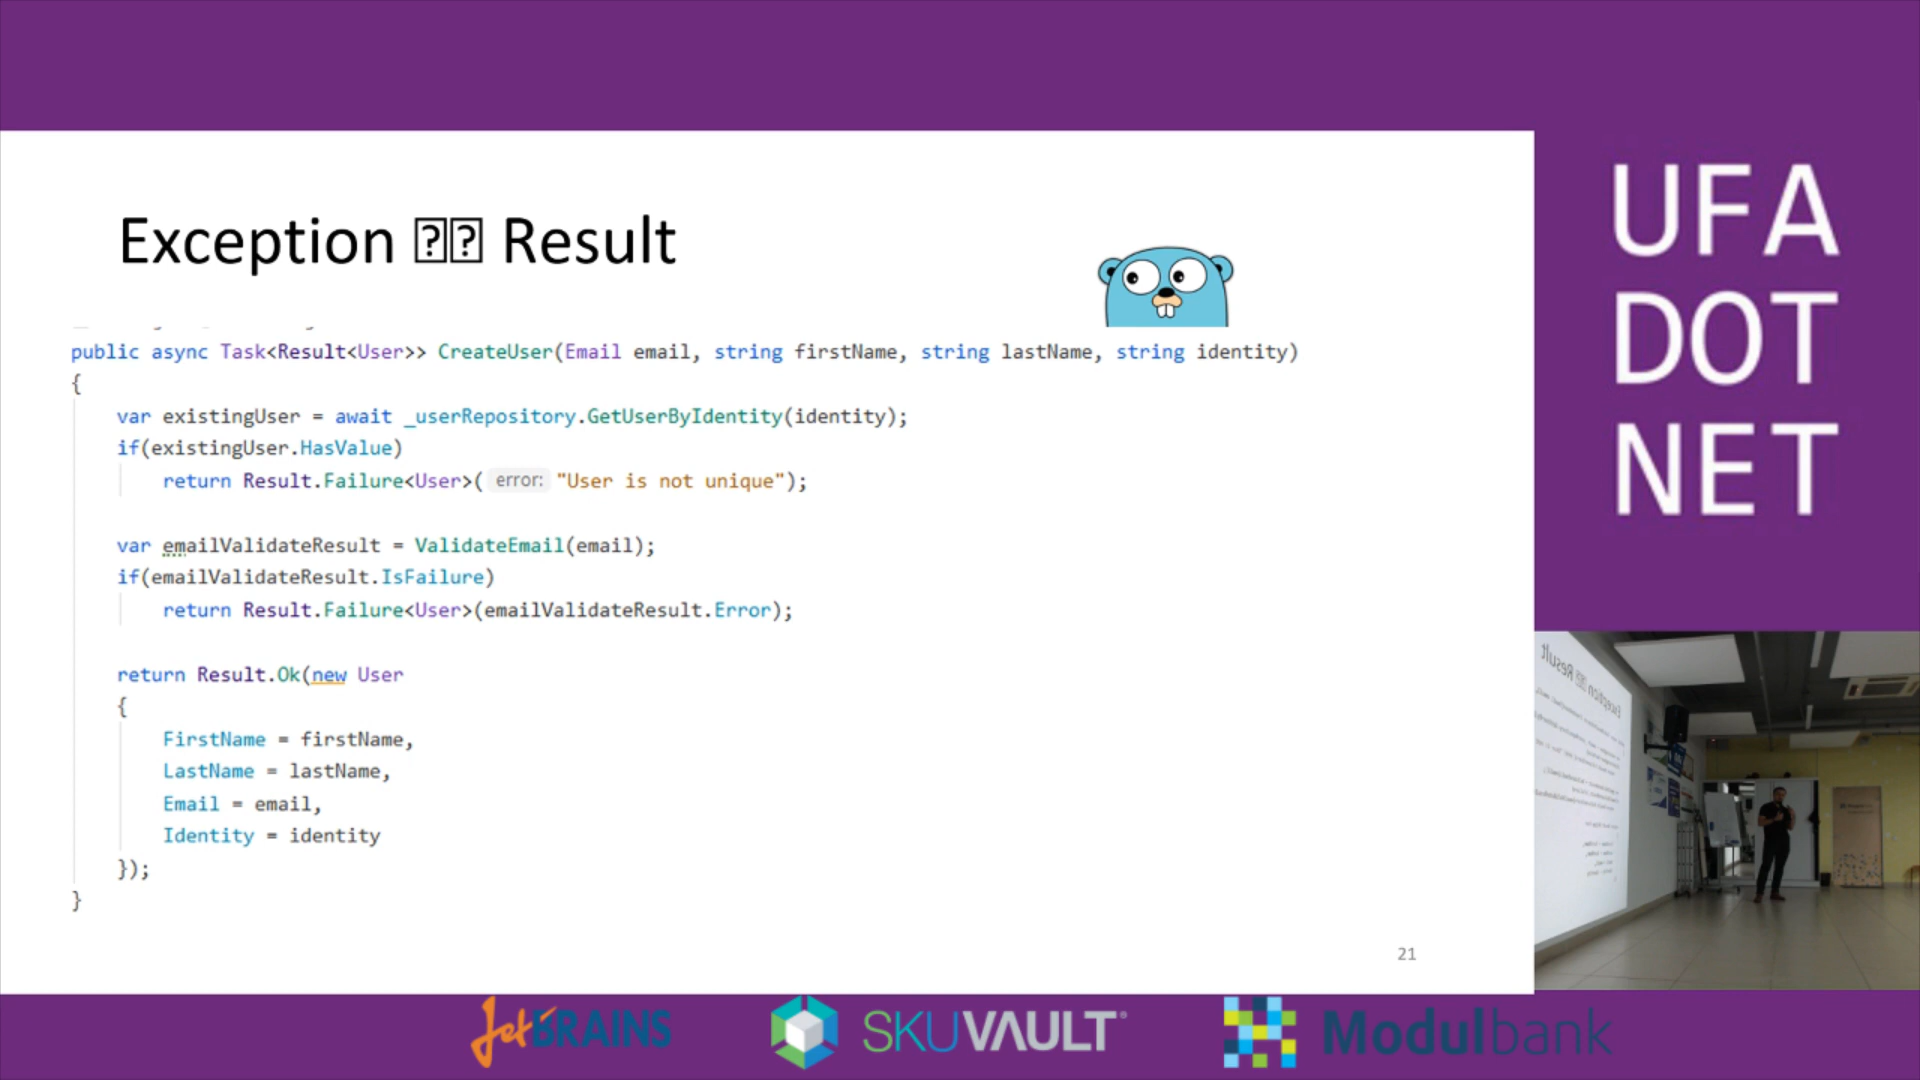 Exception ⍰⍰ Result
public async Task<Result<User>> CreateUser(Email email, string firstName, string lastName, string identity)
{
var existingUser = await _userRepository.GetUserByIdentity(identity);
if(existingUser.HasValue)
return Result.Failure<User>( error: "User is not unique");
var emailValidateResult = ValidateEmail(email);
if(emailValidateResult.IsFailure)
return Result.Failure<User>(emailValidateResult.Error);
return Result.Ok(new User
{
FirstName = firstName,
LastName = lastName,
Email = email,
Identity = identity
});
}
21
UFA
DOT
NET
Exception ⍰⍰ Result
JetBRAINS
SKUVAULT®
Modulbank